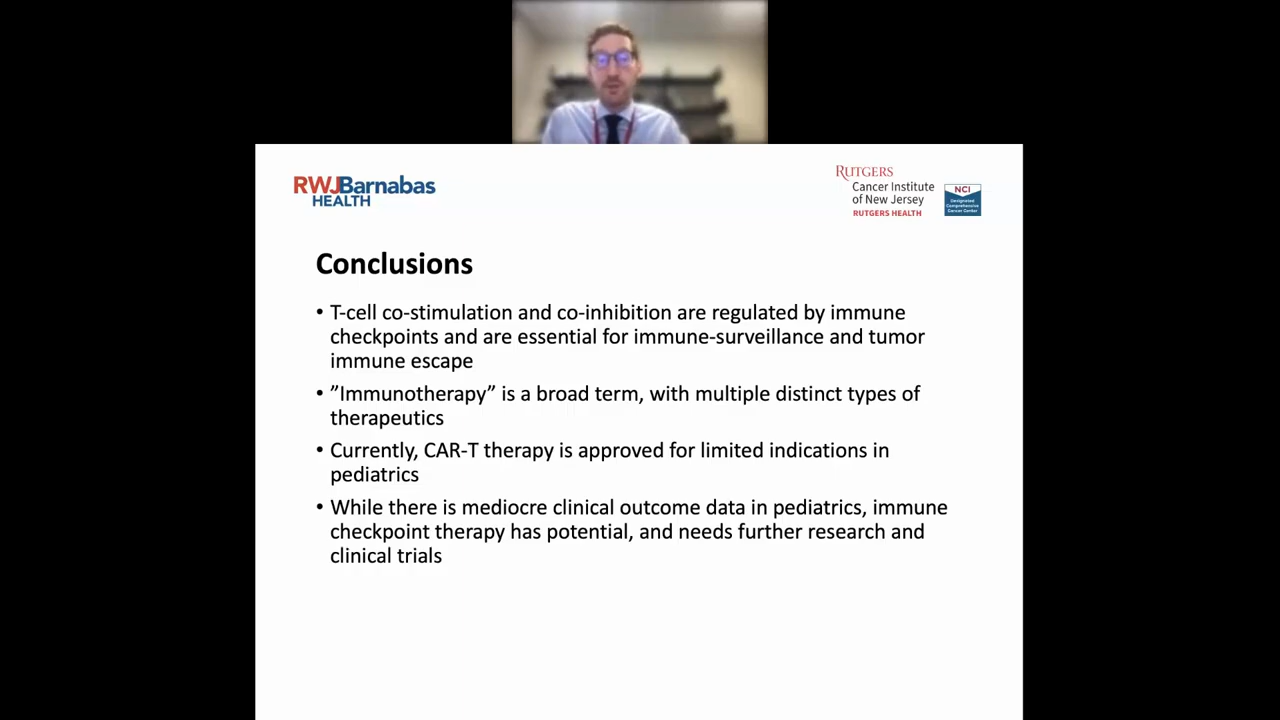 RWJBarnabas
HEALTH
RUTGERS
Cancer Institute
of New Jersey
RUTGERS HEALTH
NCI
Designated
Comprehensive
Cancer Center
Conclusions
• T-cell co-stimulation and co-inhibition are regulated by immune
checkpoints and are essential for immune-surveillance and tumor
immune escape
• ”Immunotherapy” is a broad term, with multiple distinct types of
therapeutics
• Currently, CAR-T therapy is approved for limited indications in
pediatrics
• While there is mediocre clinical outcome data in pediatrics, immune
checkpoint therapy has potential, and needs further research and
clinical trials